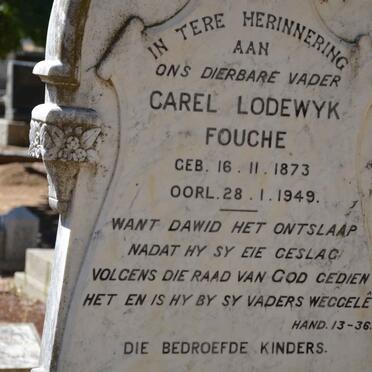 IN TERE HERINNERING
AAN
ONS DIERBARE VADER
CAREL LODEWYK
FOUCHE
GEB. 16. 11. 1873
OORL. 28. 1. 1949.
WANT DAWID HET ONTSLAAP
NADAT HY SY EIE GESLAG
VOLGENS DIE RAAD VAN GOD GEDIEN
HET EN IS HY BY SY VADERS WEGGELÊ
HAND. 13-36.
DIE BEDROEFDE KINDERS.